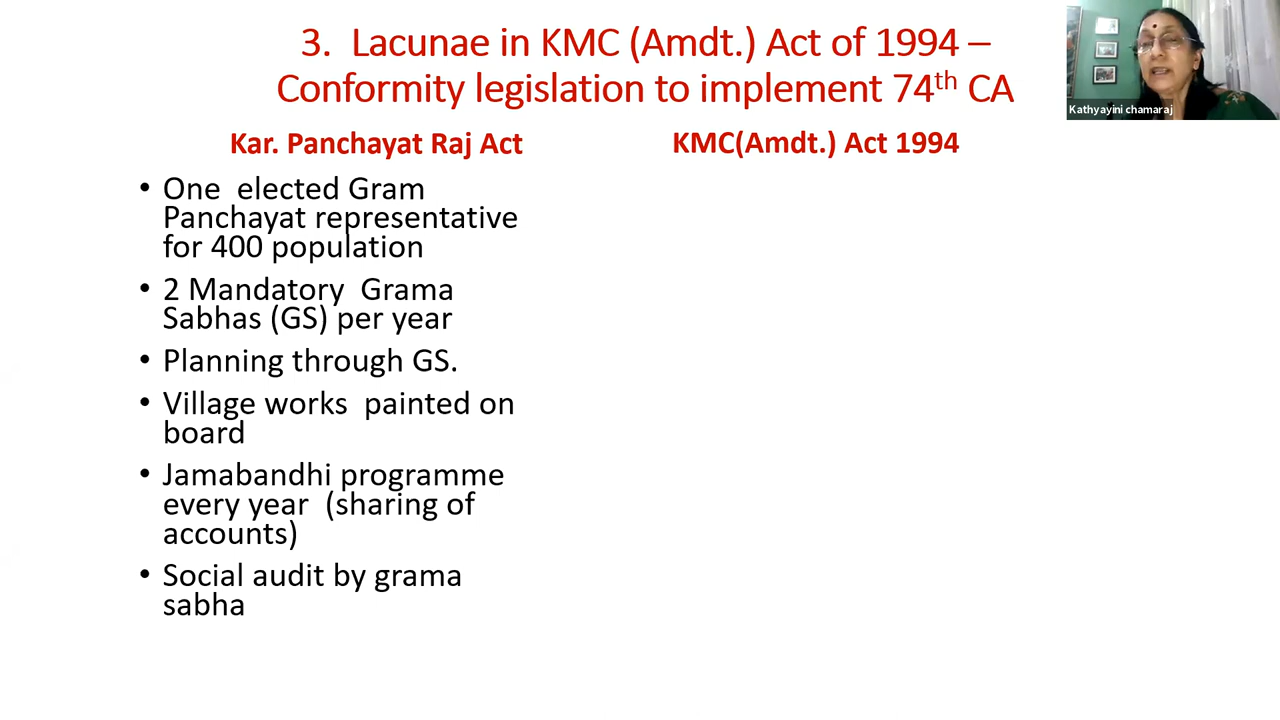 3. Lacunae in KMC (Amdt.) Act of 1994 –
Conformity legislation to implement 74th CA
Kathyayini chamaraj
Kar. Panchayat Raj Act
KMC(Amdt.) Act 1994
• One elected Gram
Panchayat representative
for 400 population
• 2 Mandatory Grama
Sabhas (GS) per year
• Planning through GS.
• Village works painted on
board
• Jamabandhi programme
every year (sharing of
accounts)
• Social audit by grama
sabha